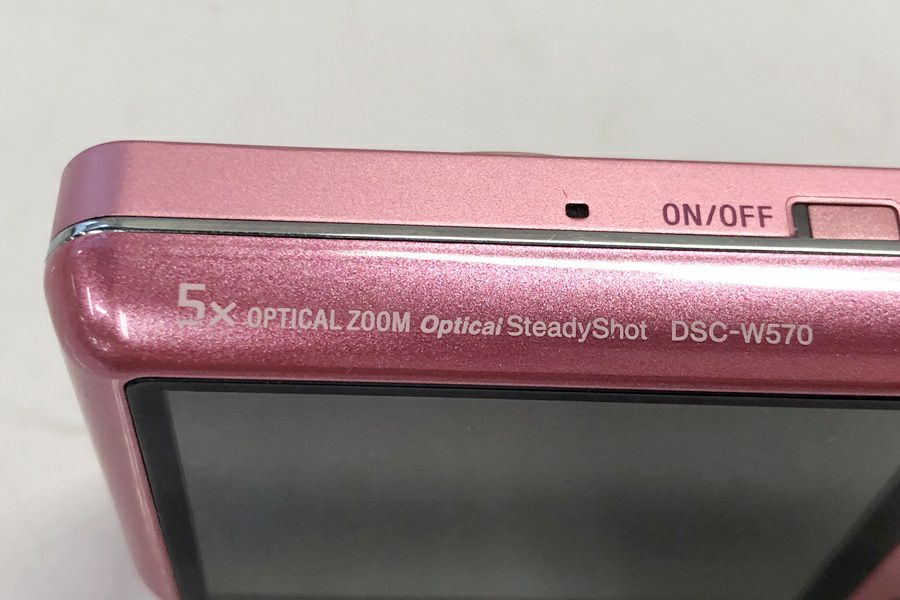 ON/OFF
5x OPTICAL ZOOM Optical SteadyShot DSC-W570